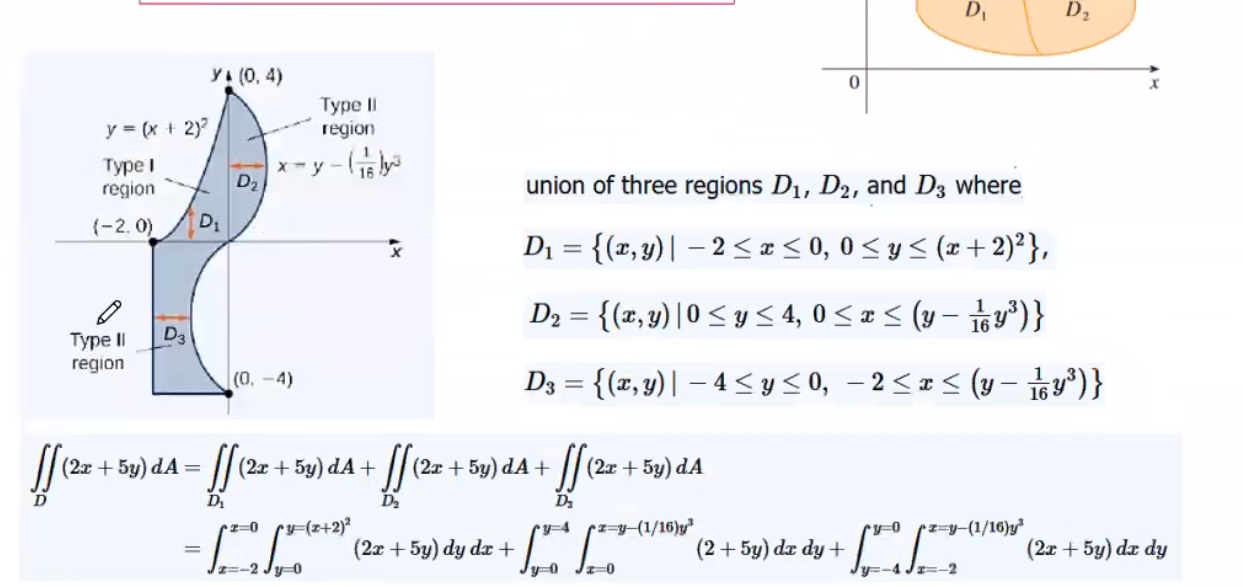 D₁ D₂
0 x
y (0, 4)
Type II
region
y = (x + 2)²
x = y − (1/16)y³
Type I
region
D₂
(−2, 0) D₁
x
D₃
Type II
region
(0, −4)
union of three regions D₁, D₂, and D₃ where
D₁ = {(x, y) | − 2 ≤ x ≤ 0, 0 ≤ y ≤ (x + 2)²},
D₂ = {(x, y) | 0 ≤ y ≤ 4, 0 ≤ x ≤ (y − 1/16 y³)}
D₃ = {(x, y) | − 4 ≤ y ≤ 0, − 2 ≤ x ≤ (y − 1/16 y³)}
∬_D (2x + 5y) dA = ∬_D₁ (2x + 5y) dA + ∬_D₂ (2x + 5y) dA + ∬_D₃ (2x + 5y) dA
= ∫_{x=−2}^{x=0} ∫_{y=0}^{y=(x+2)²} (2x + 5y) dy dx + ∫_{y=0}^{y=4} ∫_{x=0}^{x=y−(1/16)y³} (2 + 5y) dx dy + ∫_{y=−4}^{y=0} ∫_{x=−2}^{x=y−(1/16)y³} (2x + 5y) dx dy